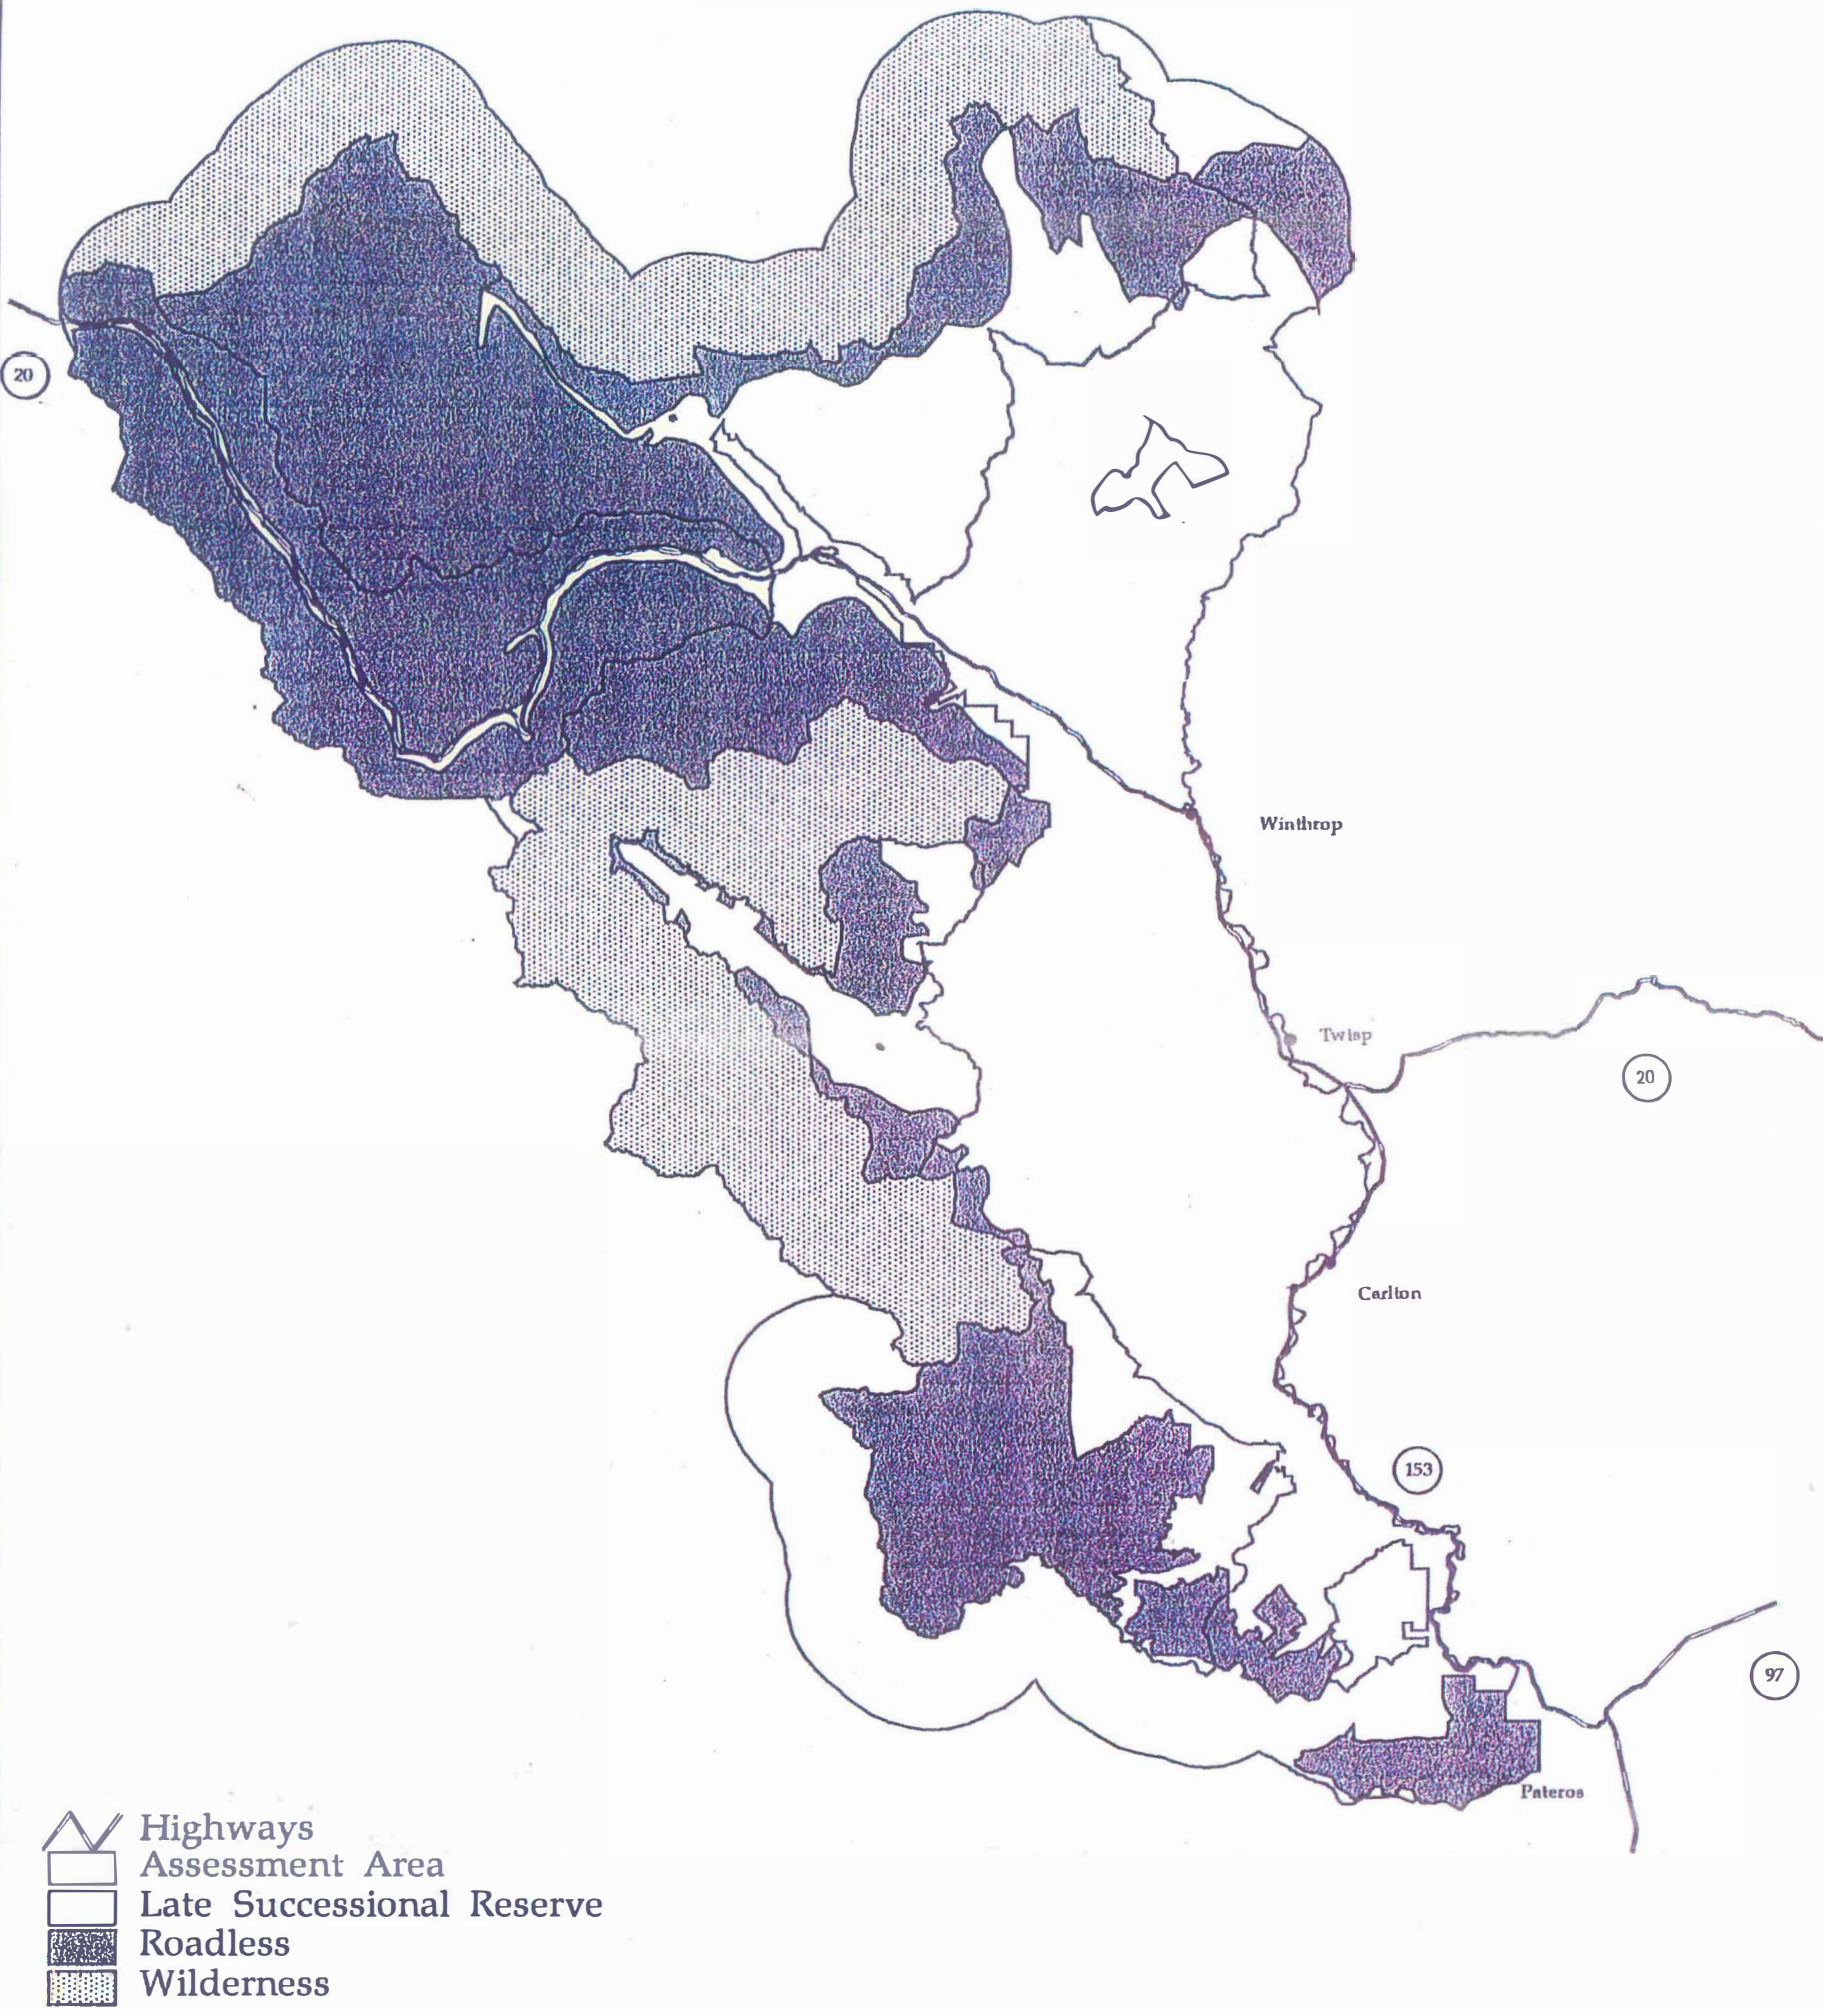 20
Winthrop
Twisp
20
Carlton
153
97
Pateros
Highways
Assessment Area
Late Successional Reserve
Roadless
Wilderness